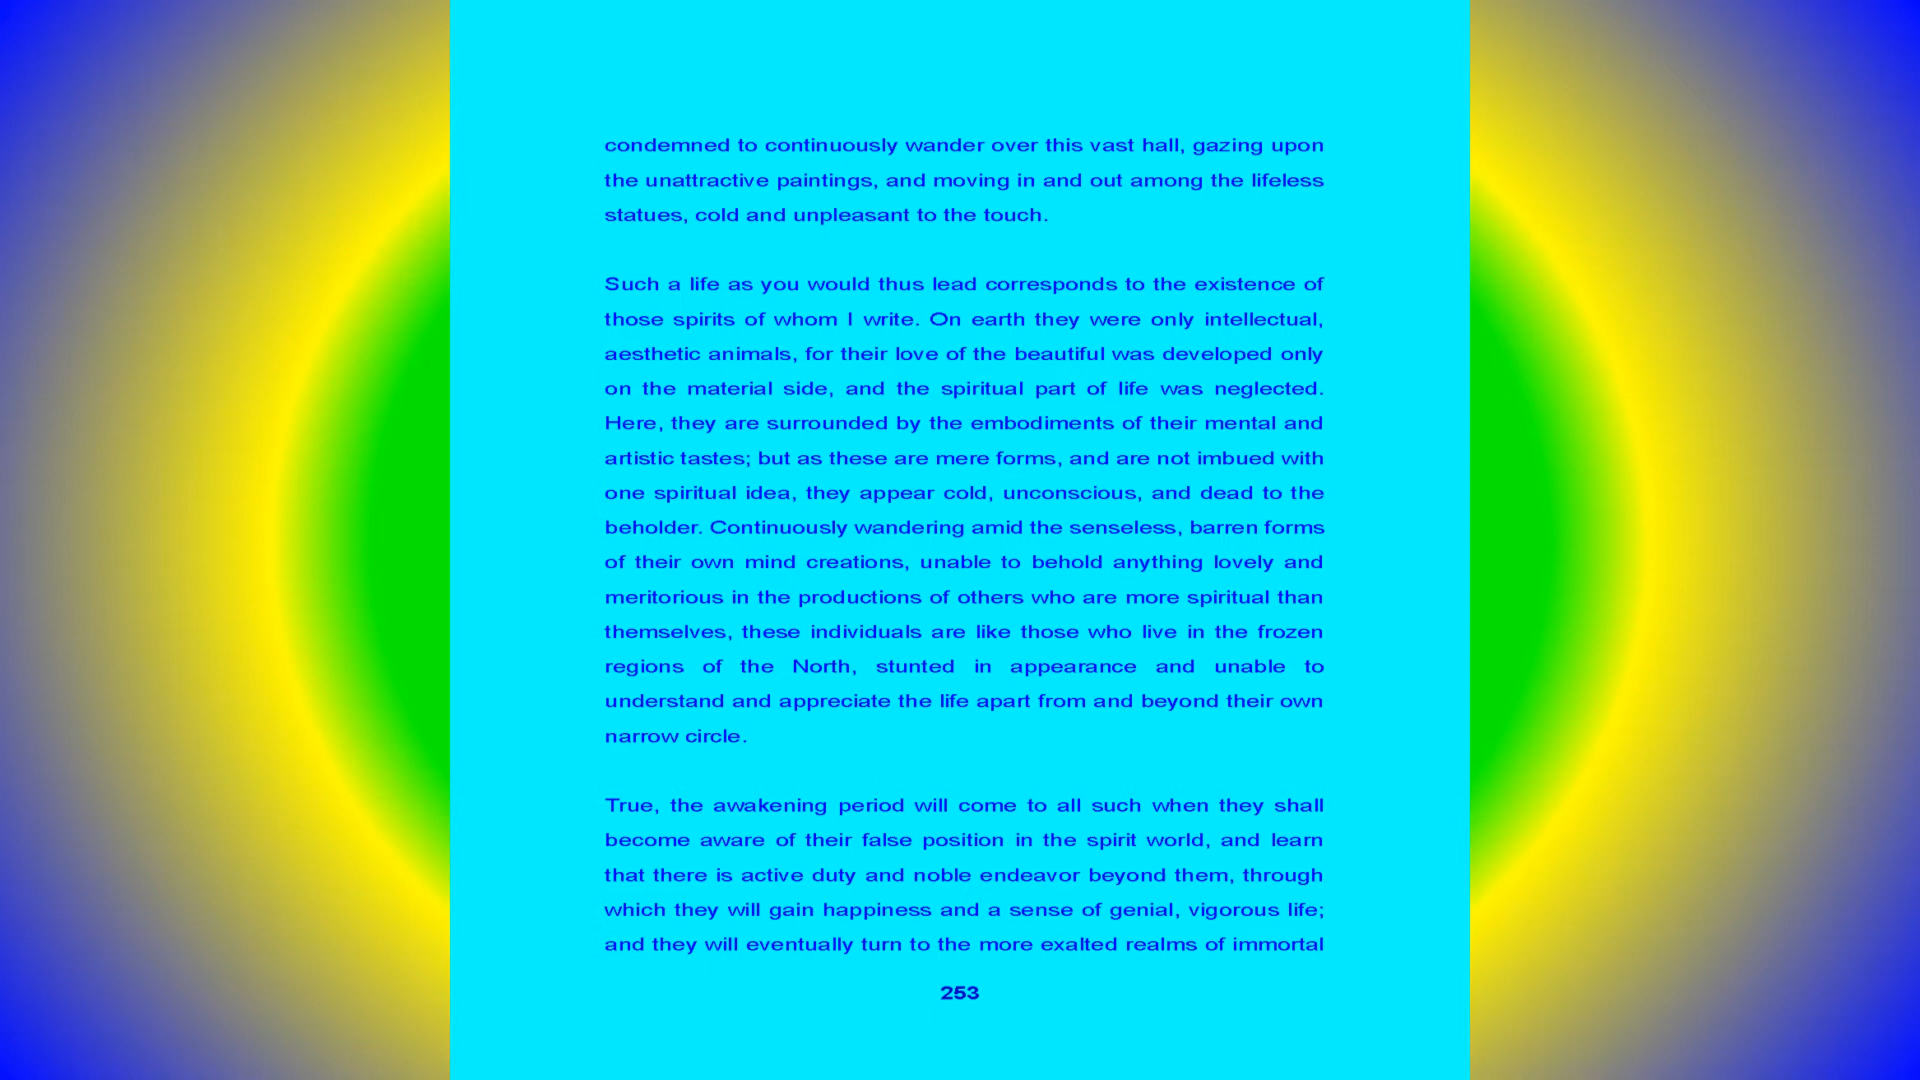 condemned to continuously wander over this vast hall, gazing upon
the unattractive paintings, and moving in and out among the lifeless
statues, cold and unpleasant to the touch.
Such a life as you would thus lead corresponds to the existence of
those spirits of whom I write. On earth they were only intellectual,
aesthetic animals, for their love of the beautiful was developed only
on the material side, and the spiritual part of life was neglected.
Here, they are surrounded by the embodiments of their mental and
artistic tastes; but as these are mere forms, and are not imbued with
one spiritual idea, they appear cold, unconscious, and dead to the
beholder. Continuously wandering amid the senseless, barren forms
of their own mind creations, unable to behold anything lovely and
meritorious in the productions of others who are more spiritual than
themselves, these individuals are like those who live in the frozen
regions of the North, stunted in appearance and unable to
understand and appreciate the life apart from and beyond their own
narrow circle.
True, the awakening period will come to all such when they shall
become aware of their false position in the spirit world, and learn
that there is active duty and noble endeavor beyond them, through
which they will gain happiness and a sense of genial, vigorous life;
and they will eventually turn to the more exalted realms of immortal
253